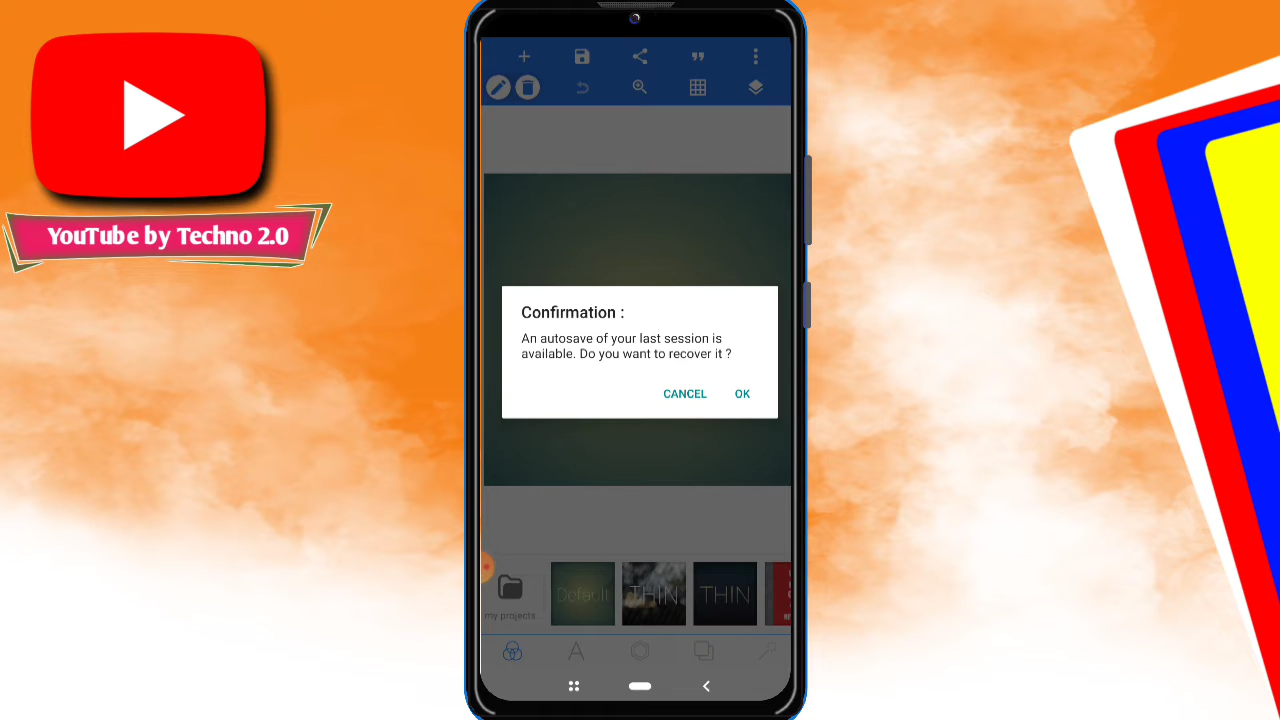 YouTube by Techno 2.0
Confirmation :
An autosave of your last session is
available. Do you want to recover it ?
CANCEL OK
my projects
Default
THIN
THIN